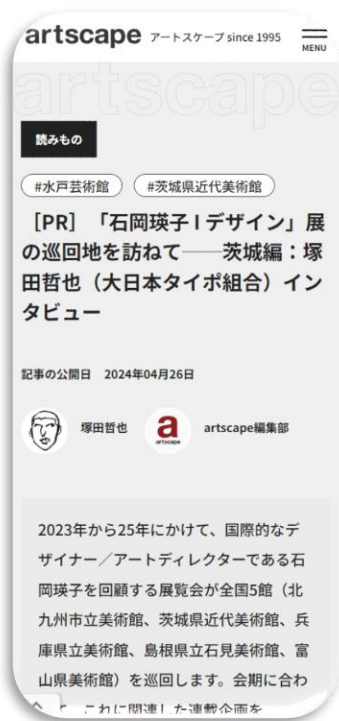 artscape アートスケープ since 1995
MENU
artscape
読みもの
#水戸芸術館 #茨城県近代美術館
［PR］「石岡瑛子 I デザイン」展
の巡回地を訪ねて──茨城編：塚
田哲也（大日本タイポ組合）イン
タビュー
記事の公開日 2024年04月26日
塚田哲也 a artscape artscape編集部
2023年から25年にかけて、国際的なデ
ザイナー／アートディレクターである石
岡瑛子を回顧する展覧会が全国5館（北
九州市立美術館、茨城県近代美術館、兵
庫県立美術館、島根県立石見美術館、富
山県美術館）を巡回します。会期に合わ
て、これに関連した連載企画を